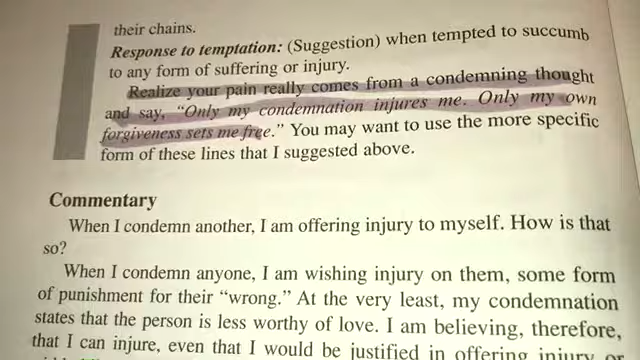 their chains.
Response to temptation: (Suggestion) when tempted to succumb
to any form of suffering or injury.
Realize your pain really comes from a condemning thought
and say, “Only my condemnation injures me. Only my own
forgiveness sets me free.” You may want to use the more specific
form of these lines that I suggested above.
Commentary
When I condemn another, I am offering injury to myself. How is that
so?
When I condemn anyone, I am wishing injury on them, some form
of punishment for their “wrong.” At the very least, my condemnation
states that the person is less worthy of love. I am believing, therefore,
that I can injure, even that I would be justified in offering injury or